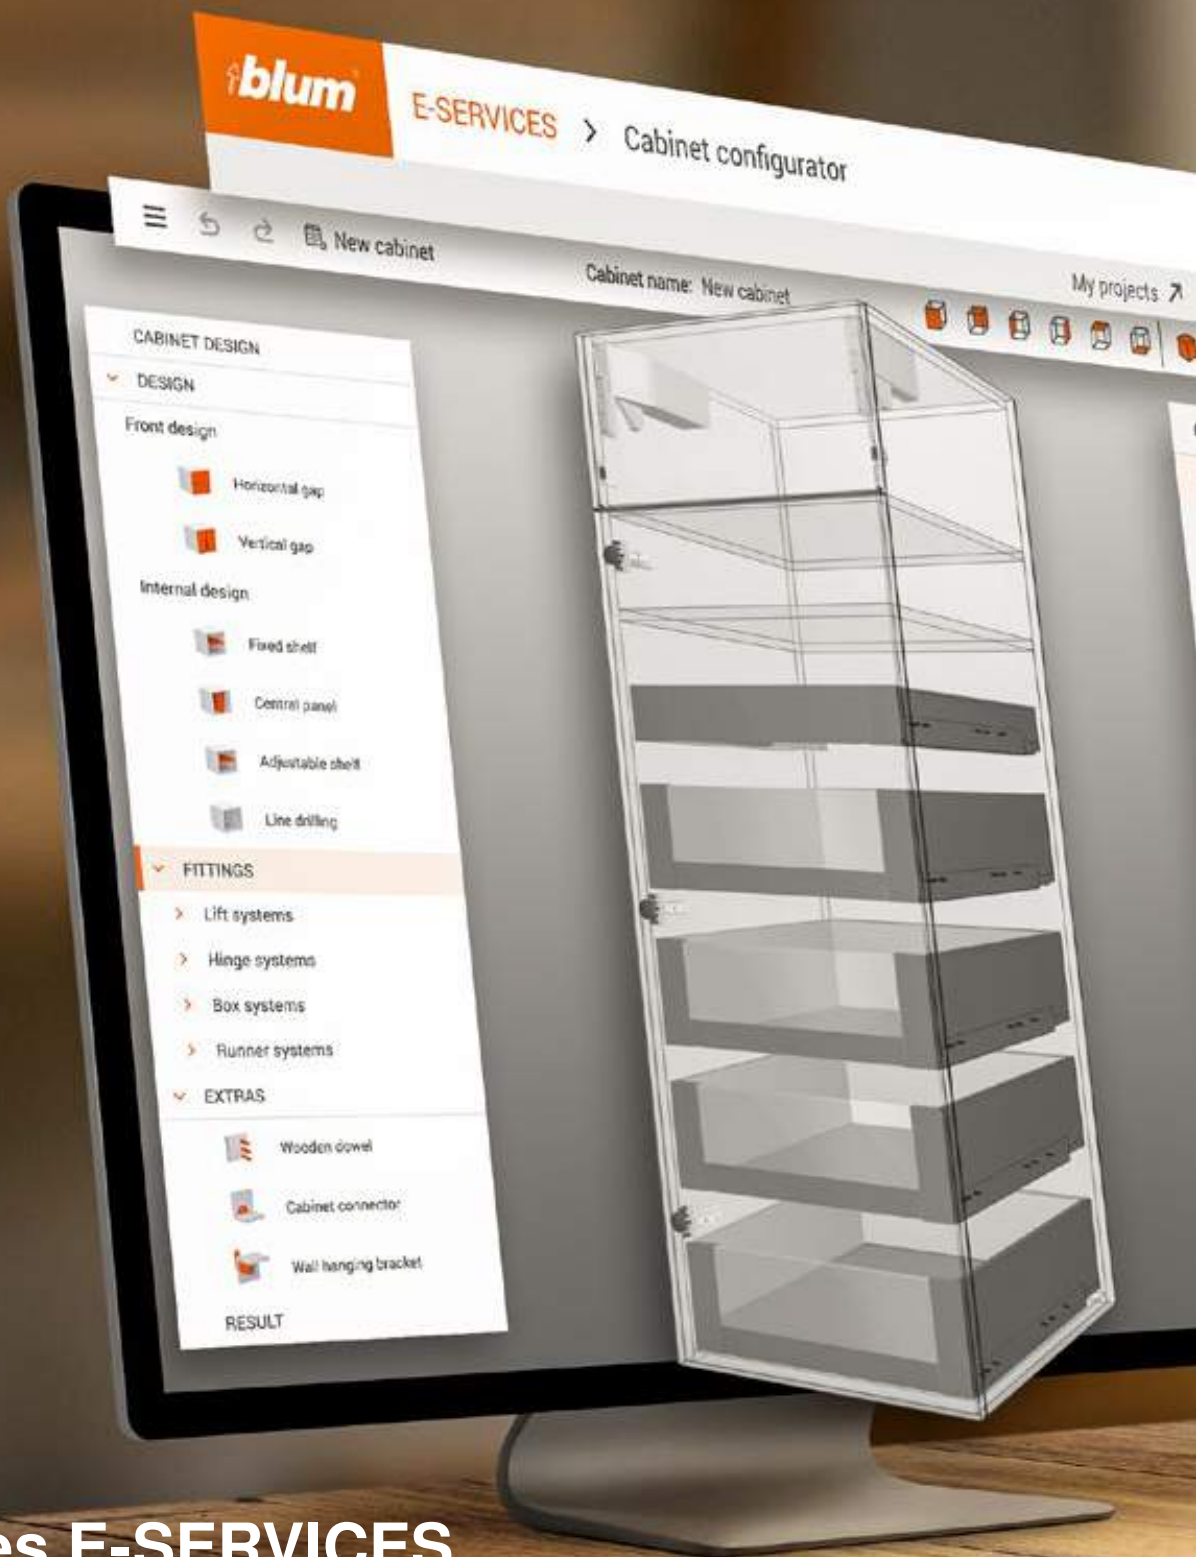 blum
E-SERVICES > Cabinet configurator
New cabinet
Cabinet name: New cabinet
My projects
CABINET DESIGN
DESIGN
Front design
Horizontal gap
Vertical gap
Internal design
Fixed shelf
Central panel
Adjustable shelf
Line drilling
FITTINGS
Lift systems
Hinge systems
Box systems
Runner systems
EXTRAS
Wooden dowel
Cabinet connector
Wall hanging bracket
RESULT
es E-SERVICES